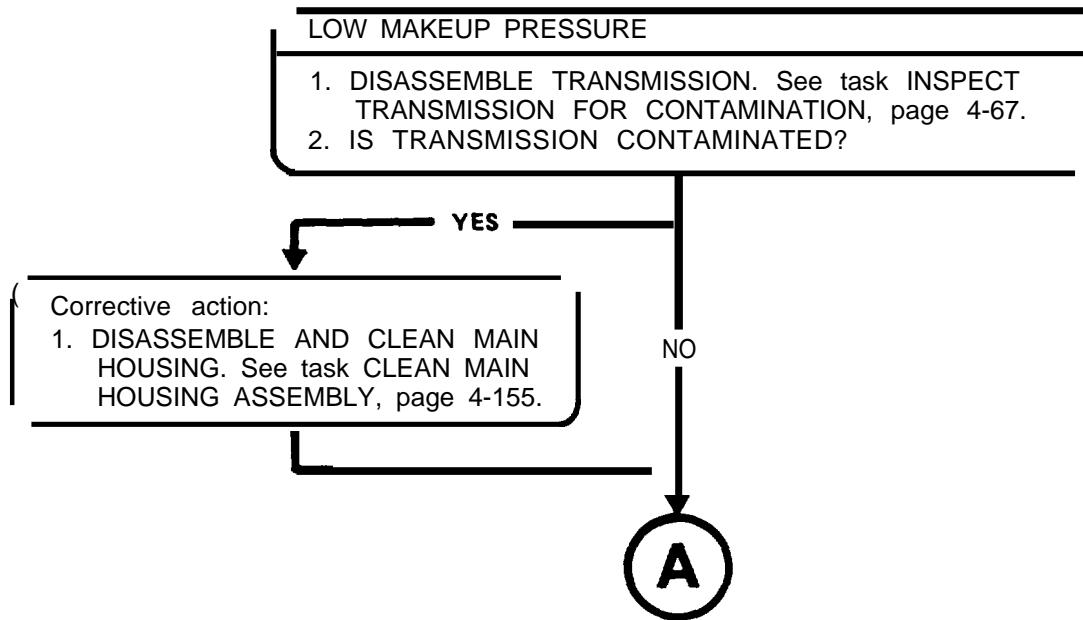 LOW MAKEUP PRESSURE
1. DISASSEMBLE TRANSMISSION. See task INSPECT
TRANSMISSION FOR CONTAMINATION, page 4-67.
2. IS TRANSMISSION CONTAMINATED?
YES
Corrective action:
1. DISASSEMBLE AND CLEAN MAIN
HOUSING. See task CLEAN MAIN
HOUSING ASSEMBLY, page 4-155.
NO
A